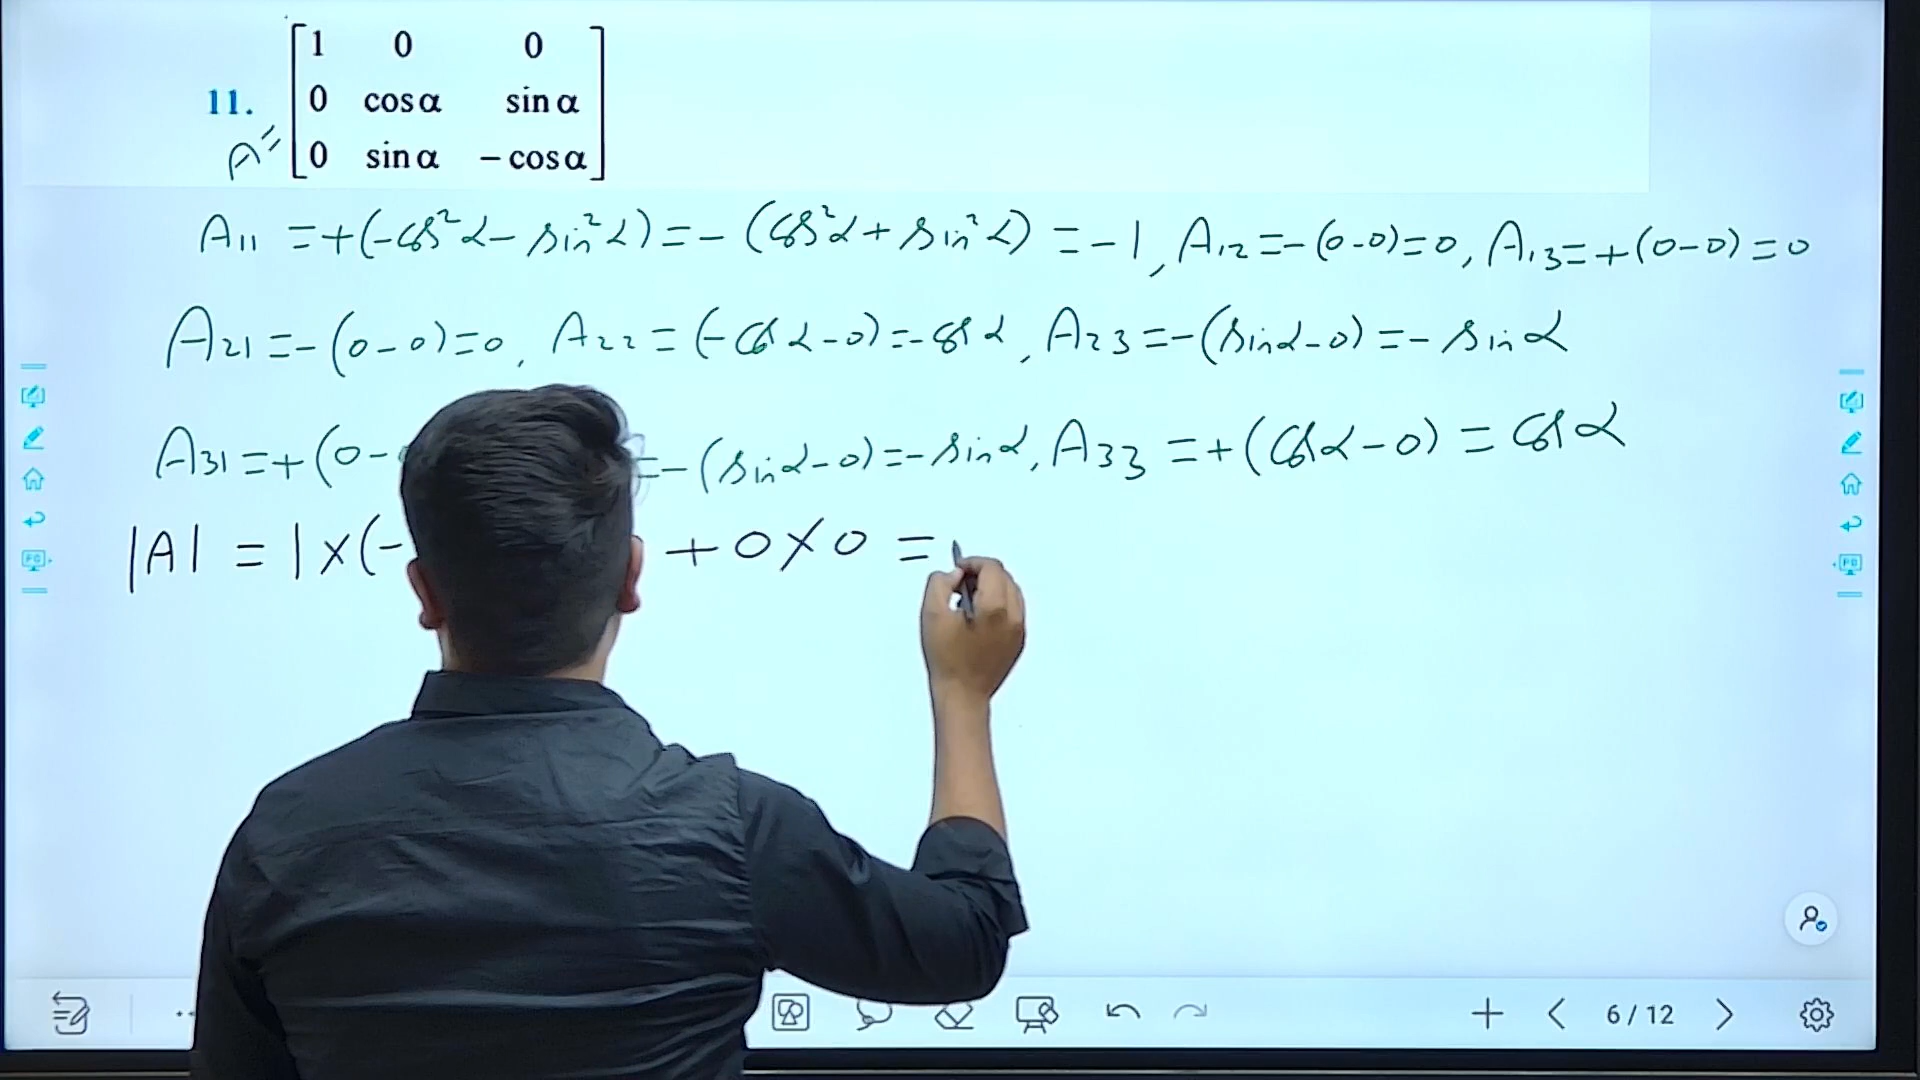 11. [1 0 0
0 cosα sinα
0 sinα - cosα]
A =
A11 = +(-cos²α - sin²α) = -(cos²α + sin²α) = -1, A12 = -(0-0) = 0, A13 = +(0-0) = 0
A21 = -(0-0) = 0, A22 = (-cosα-0) = -cosα, A23 = -(sinα-0) = -sinα
A31 = +(0- = -(sinα-0) = -sinα, A33 = +(cosα-0) = cosα
|A| = 1×(- + 0×0 =
6/12